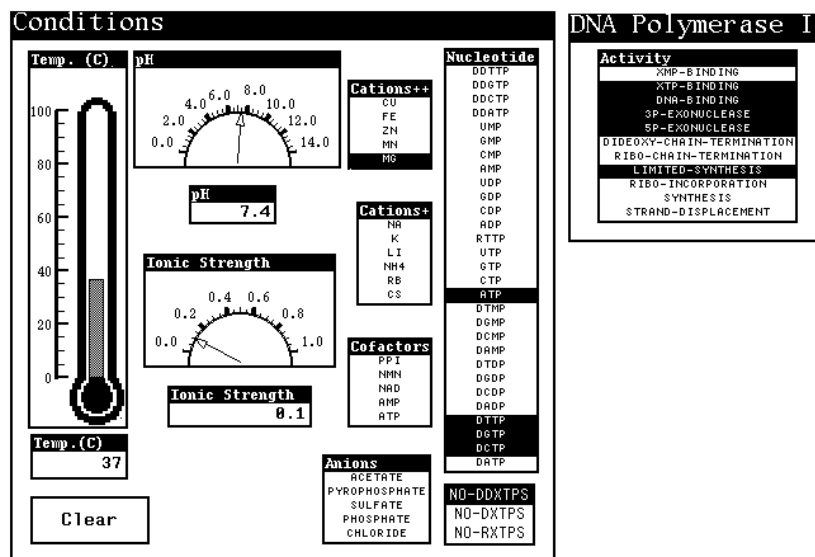 Conditions
Temp. (C)
100
80
60
40
20
0
Temp.(C)
37
Clear
pH
0.0 2.0 4.0 6.0 8.0 10.0 12.0 14.0
pH
7.4
Ionic Strength
0.0 0.2 0.4 0.6 0.8 1.0
Ionic Strength
0.1
Cations++
CU
FE
ZN
MN
MG
Cations+
NA
K
LI
NH4
RB
CS
Cofactors
PPI
NMN
NAD
AMP
ATP
Anions
ACETATE
PYROPHOSPHATE
SULFATE
PHOSPHATE
CHLORIDE
Nucleotide
DDTTP
DDGTP
DDCTP
DDATP
UMP
GMP
CMP
AMP
UDP
GDP
CDP
ADP
RTTP
UTP
GTP
CTP
ATP
DTMP
DGMP
DCMP
DAMP
DTDP
DGDP
DCDP
DADP
DTTP
DGTP
DCTP
DATP
NO-DDXTPS
NO-DXTPS
NO-RXTPS
DNA Polymerase I
Activity
XMP-BINDING
XTP-BINDING
DNA-BINDING
3P-EXONUCLEASE
5P-EXONUCLEASE
DIDEOXY-CHAIN-TERMINATION
RIBO-CHAIN-TERMINATION
LIMITED-SYNTHESIS
RIBO-INCORPORATION
SYNTHESIS
STRAND-DISPLACEMENT